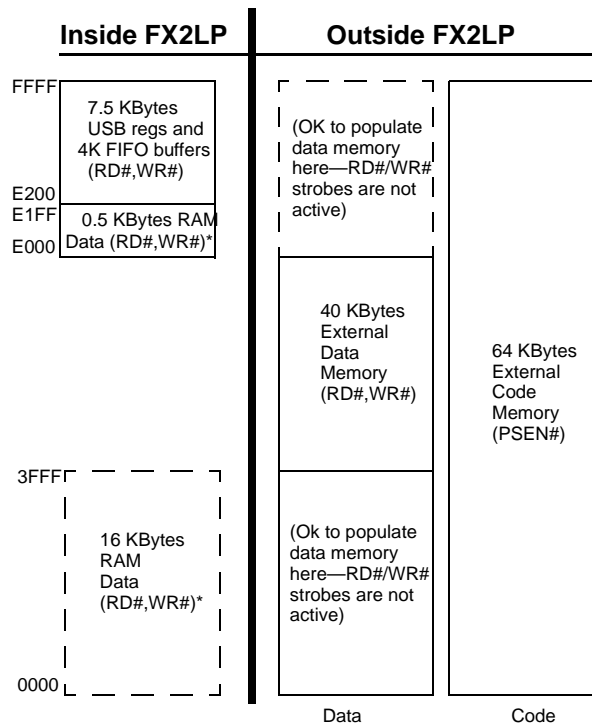 Inside FX2LP
Outside FX2LP
FFFF
7.5 KBytes
USB regs and
4K FIFO buffers
(RD#,WR#)
E200
E1FF
0.5 KBytes RAM
Data (RD#,WR#)*
E000
(OK to populate
data memory
here—RD#/WR#
strobes are not
active)
40 KBytes
External
Data
Memory
(RD#,WR#)
64 KBytes
External
Code
Memory
(PSEN#)
3FFF
16 KBytes
RAM
Data
(RD#,WR#)*
0000
(Ok to populate
data memory
here—RD#/WR#
strobes are not
active)
Data
Code